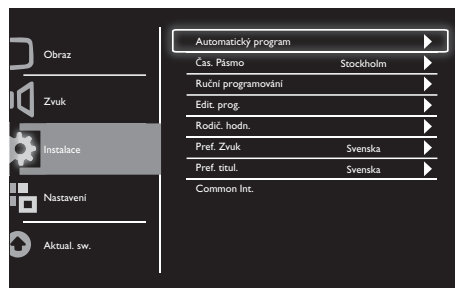 Obraz
Zvuk
Instalace
Nastavení
Aktual. sw.
Automatický program
Čas. Pásmo Stockholm
Ruční programování
Edit. prog.
Rodič. hodn.
Pref. Zvuk Svenska
Pref. titul. Svenska
Common Int.